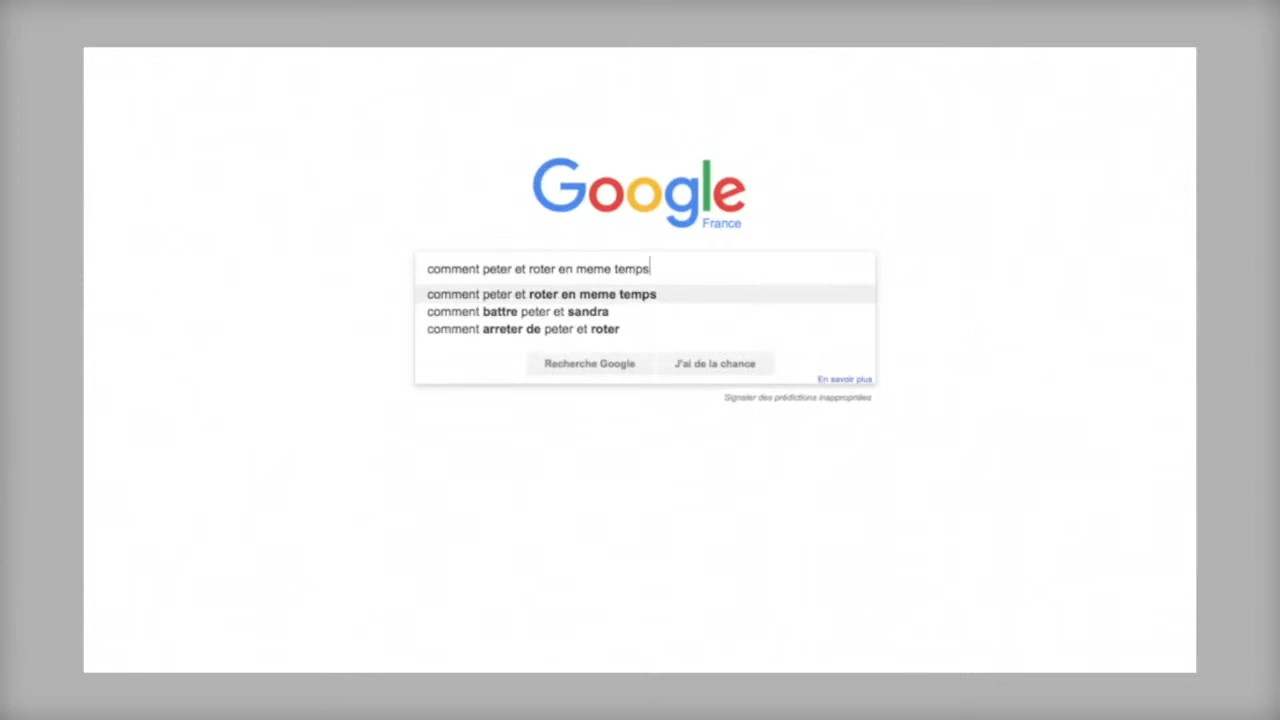 Google
France
comment peter et roter en meme temps
comment peter et roter en meme temps
comment battre peter et sandra
comment arreter de peter et roter
Recherche Google J'ai de la chance
En savoir plus
Signaler des prédictions inappropriées